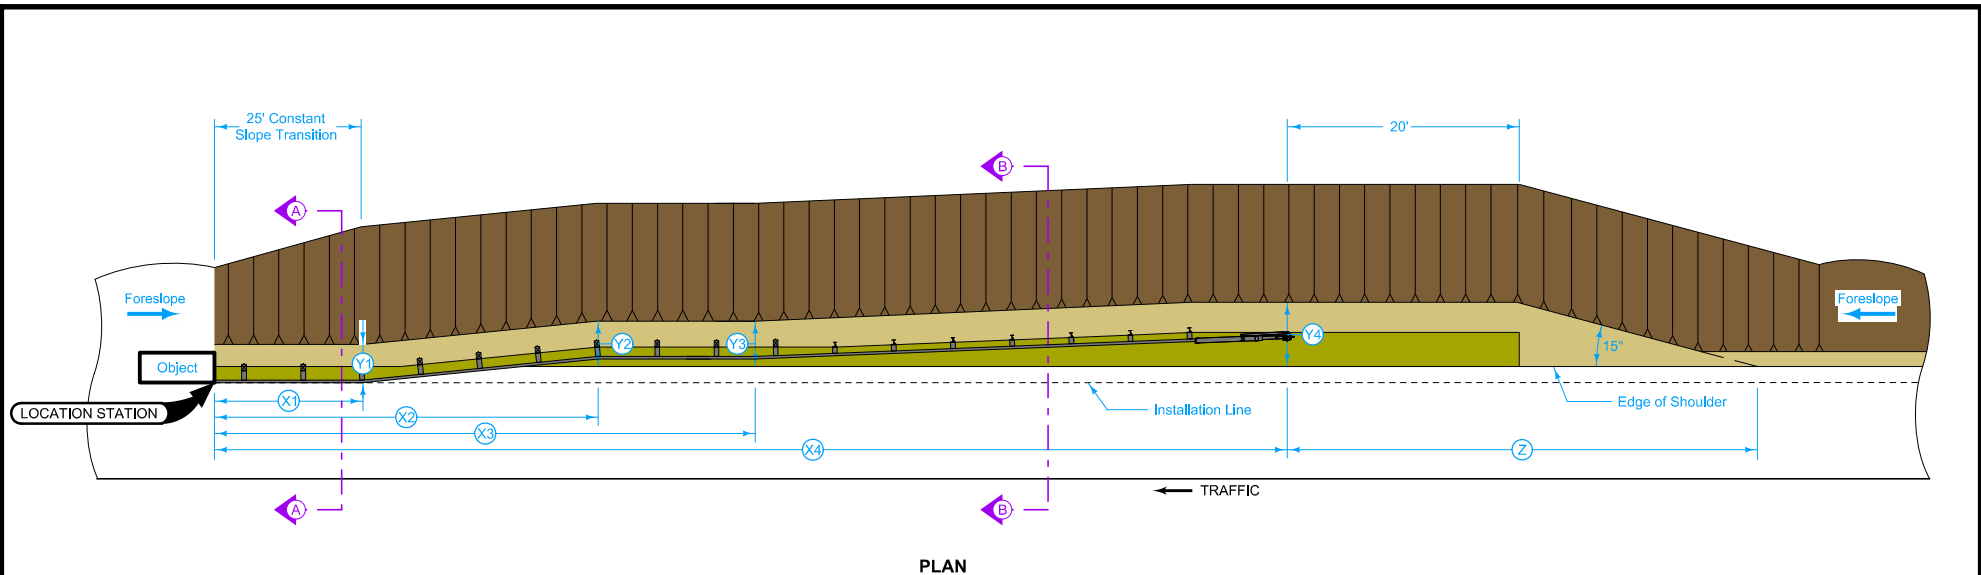 25' Constant
Slope Transition
20'
B
A
Foreslope
Foreslope
Y1
Y2
Y3
Y4
15°
Object
LOCATION STATION
X1
X2
X3
X4
Z
Installation Line
Edge of Shoulder
TRAFFIC
A
B
PLAN